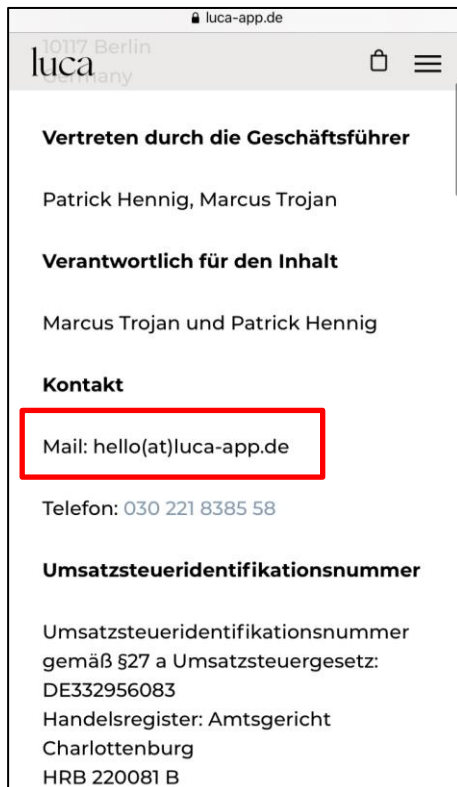 luca-app.de
10117 Berlin
luca
Germany
Vertreten durch die Geschäftsführer
Patrick Hennig, Marcus Trojan
Verantwortlich für den Inhalt
Marcus Trojan und Patrick Hennig
Kontakt
Mail: hello(at)luca-app.de
Telefon: 030 221 8385 58
Umsatzsteueridentifikationsnummer
Umsatzsteueridentifikationsnummer
gemäß §27 a Umsatzsteuergesetz:
DE332956083
Handelsregister: Amtsgericht
Charlottenburg
HRB 220081 B